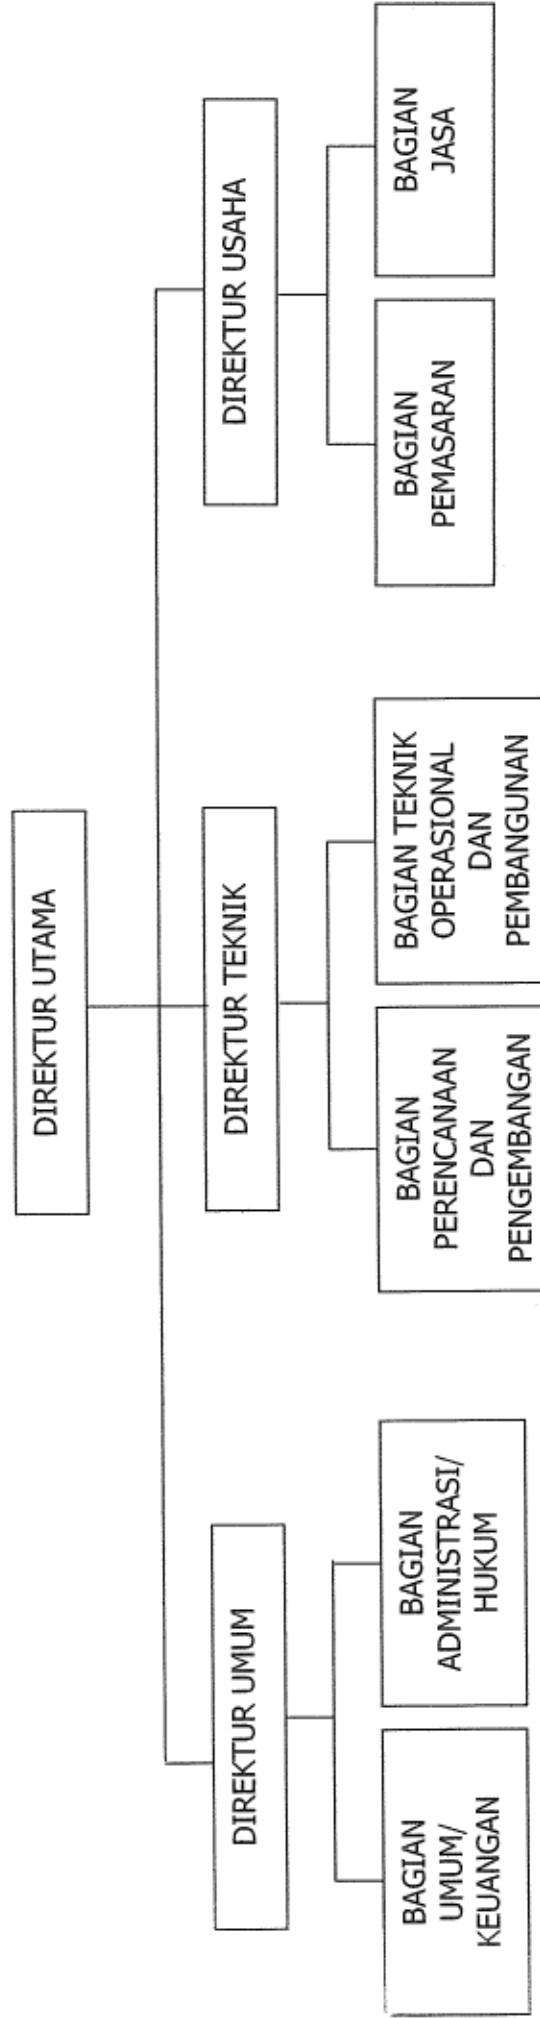 DIREKTUR UTAMA
DIREKTUR UMUM
DIREKTUR TEKNIK
DIREKTUR USAHA
BAGIAN
UMUM/
KEUANGAN
BAGIAN
ADMINISTRASI/
HUKUM
BAGIAN
PERENCANAAN
DAN
PENGEMBANGAN
BAGIAN TEKNIK
OPERASIONAL
DAN
PEMBANGUNAN
BAGIAN
PEMASARAN
BAGIAN
JASA